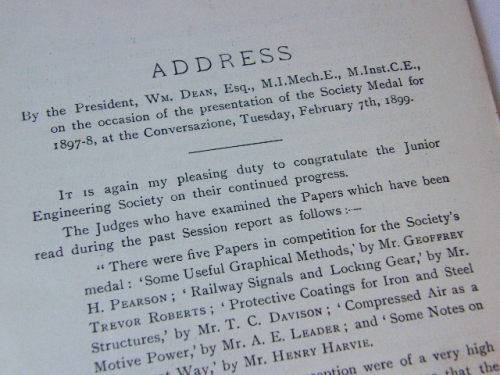 ADDRESS
By the President, Wm. Dean, Esq., M.I.Mech.E., M.Inst.C.E.,
on the occasion of the presentation of the Society Medal for
1897-8, at the Conversazione, Tuesday, February 7th, 1899.
It is again my pleasing duty to congratulate the Junior
Engineering Society on their continued progress.
The Judges who have examined the Papers which have been
read during the past Session report as follows :—
“ There were five Papers in competition for the Society's
medal : ‘Some Useful Graphical Methods,’ by Mr. Geoffrey
H. Pearson ; ‘ Railway Signals and Locking Gear,’ by Mr.
Trevor Roberts ; ‘ Protective Coatings for Iron and Steel
Structures,’ by Mr. T. C. Davison ; ‘ Compressed Air as a
Motive Power,’ by Mr. A. E. Leader ; and ‘ Some Notes on
Way,’ by Mr. Henry Harvie.
were of a very high
that the